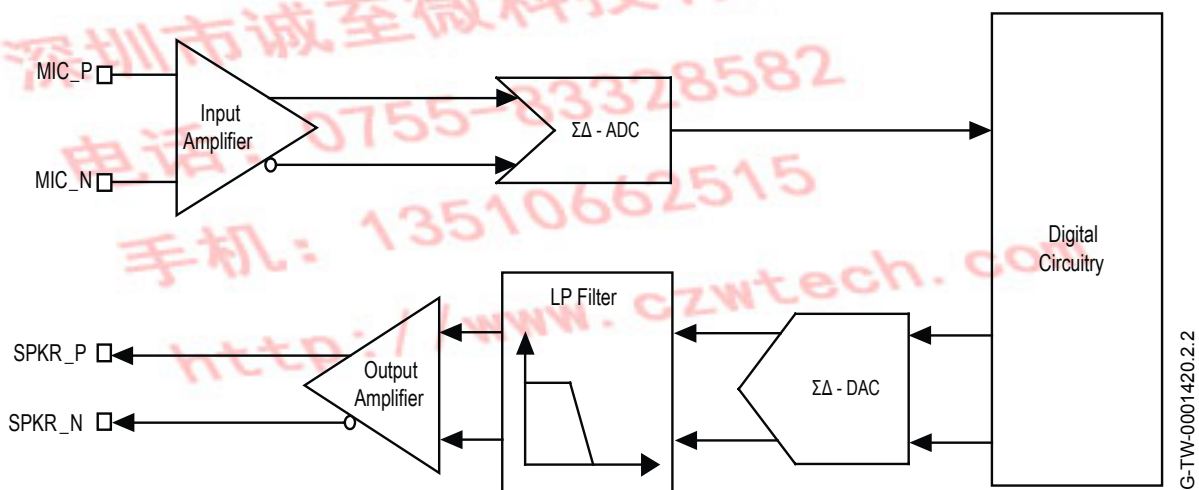 深圳市诚至微科技
MIC_P
Input
Amplifier
MIC_N
ΣΔ - ADC
电话：0755-83328582
手机：13510662515
Digital
Circuitry
LP Filter
http://www.czwtech.com
SPKR_P
Output
Amplifier
SPKR_N
ΣΔ - DAC
G-TW-0001420.2.2